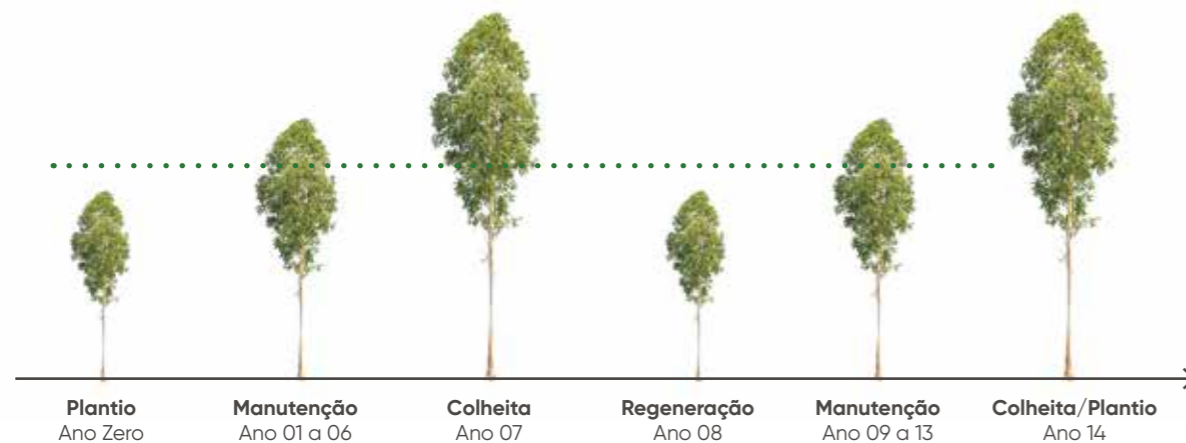 Plantio
Ano Zero
Manutenção
Ano 01 a 06
Colheita
Ano 07
Regeneração
Ano 08
Manutenção
Ano 09 a 13
Colheita/Plantio
Ano 14